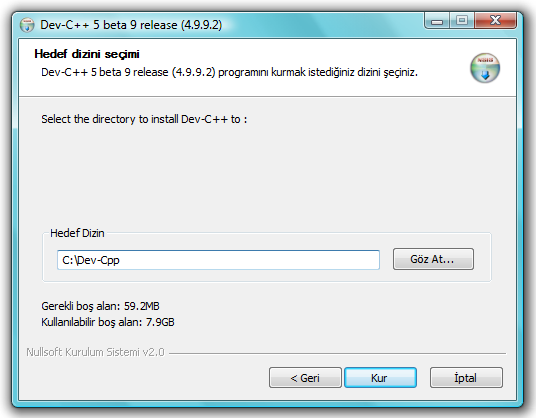 Dev-C++ 5 beta 9 release (4.9.9.2)
Hedef dizini seçimi
Dev-C++ 5 beta 9 release (4.9.9.2) programını kurmak istediğiniz dizini seçiniz.
Select the directory to install Dev-C++ to :
Hedef Dizin
C:\Dev-Cpp
Göz At...
Gerekli boş alan: 59.2MB
Kullanılabilir boş alan: 7.9GB
Nullsoft Kurulum Sistemi v2.0
< Geri
Kur
İptal